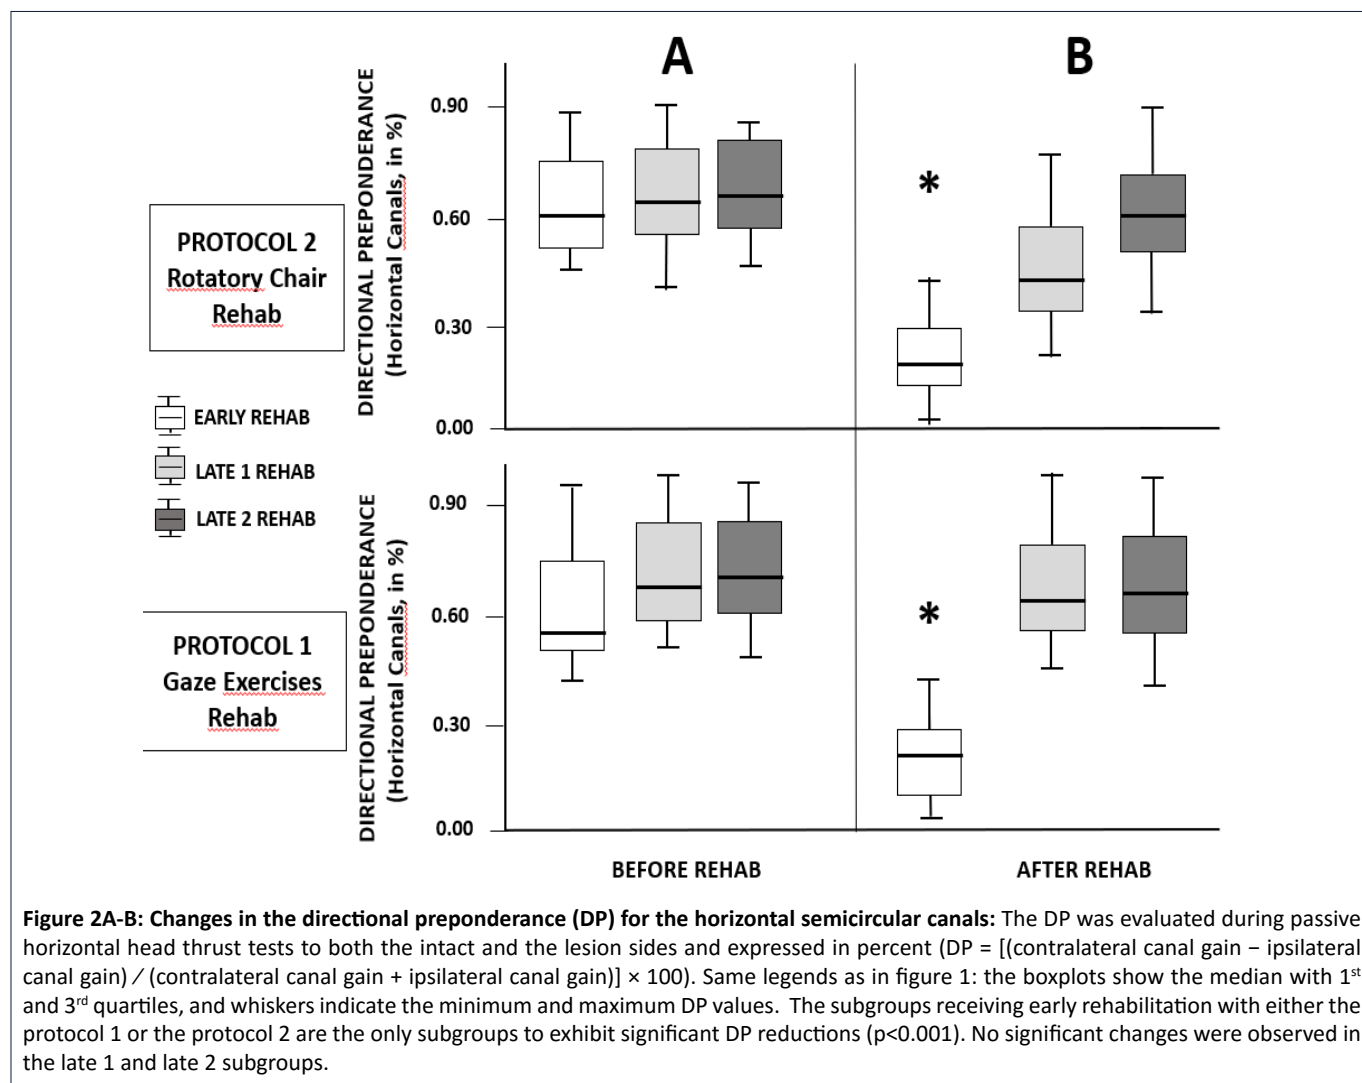 A
B
DIRECTIONAL PREPONDERANCE
(Horizontal Canals, in %)
0.90
0.60
0.30
0.00
*
PROTOCOL 2
Rotatory Chair
Rehab
EARLY REHAB
LATE 1 REHAB
LATE 2 REHAB
DIRECTIONAL PREPONDERANCE
(Horizontal Canals, in %)
0.90
0.60
0.30
0.00
*
PROTOCOL 1
Gaze Exercises
Rehab
BEFORE REHAB
AFTER REHAB
Figure 2A-B: Changes in the directional preponderance (DP) for the horizontal semicircular canals: The DP was evaluated during passive
horizontal head thrust tests to both the intact and the lesion sides and expressed in percent (DP = [(contralateral canal gain − ipsilateral
canal gain) ∕ (contralateral canal gain + ipsilateral canal gain)] × 100). Same legends as in figure 1: the boxplots show the median with 1st
and 3rd quartiles, and whiskers indicate the minimum and maximum DP values. The subgroups receiving early rehabilitation with either the
protocol 1 or the protocol 2 are the only subgroups to exhibit significant DP reductions (p<0.001). No significant changes were observed in
the late 1 and late 2 subgroups.